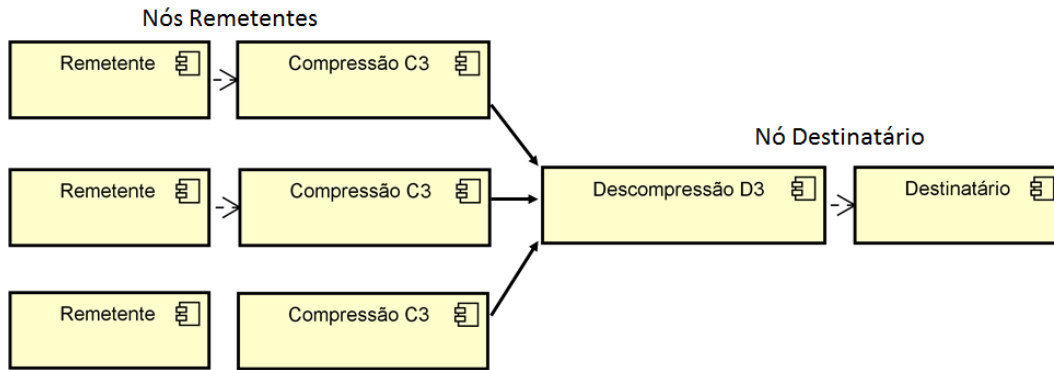 Nós Remetentes
Remetente
Compressão C3
Nó Destinatário
Remetente
Compressão C3
Descompressão D3
Destinatário
Remetente
Compressão C3